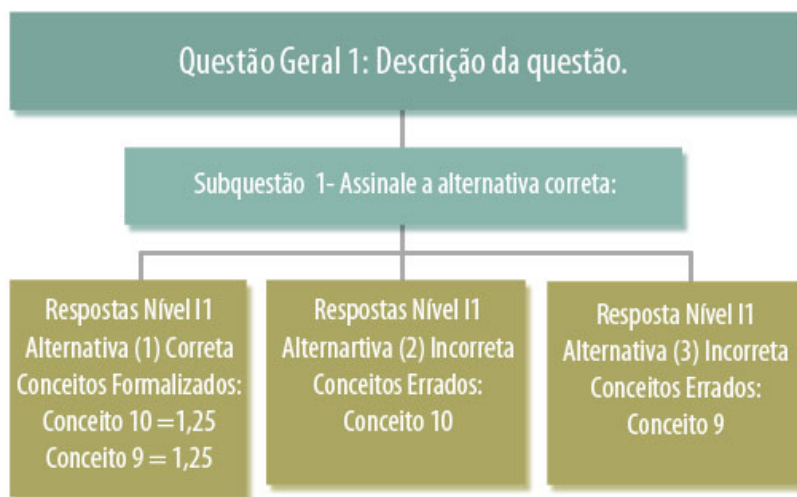 Questão Geral 1: Descrição da questão.
Subquestão 1- Assinale a alternativa correta:
Respostas Nível I1
Alternativa (1) Correta
Conceitos Formalizados:
Conceito 10 =1,25
Conceito 9 = 1,25
Respostas Nível I1
Alternartiva (2) Incorreta
Conceitos Errados:
Conceito 10
Resposta Nível I1
Alternativa (3) Incorreta
Conceitos Errados:
Conceito 9